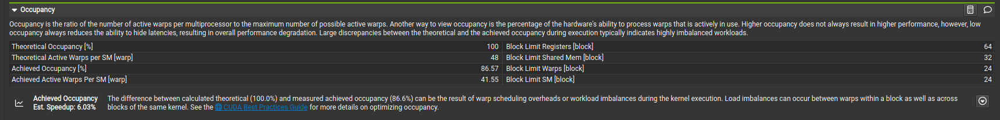 Occupancy
Occupancy is the ratio of the number of active warps per multiprocessor to the maximum number of possible active warps. Another way to view occupancy is the percentage of the hardware's ability to process warps that is actively in use. Higher occupancy does not always result in higher performance, however, low
occupancy always reduces the ability to hide latencies, resulting in overall performance degradation. Large discrepancies between the theoretical and the achieved occupancy during execution typically indicates highly imbalanced workloads.
Theoretical Occupancy [%] 100 Block Limit Registers [block] 64
Theoretical Active Warps per SM [warp] 48 Block Limit Shared Mem [block] 32
Achieved Occupancy [%] 86.57 Block Limit Warps [block] 24
Achieved Active Warps Per SM [warp] 41.55 Block Limit SM [block] 24
Achieved Occupancy The difference between calculated theoretical (100.0%) and measured achieved occupancy (86.6%) can be the result of warp scheduling overheads or workload imbalances during the kernel execution. Load imbalances can occur between warps within a block as well as across
Est. Speedup: 6.03% blocks of the same kernel. See the CUDA Best Practices Guide for more details on optimizing occupancy.